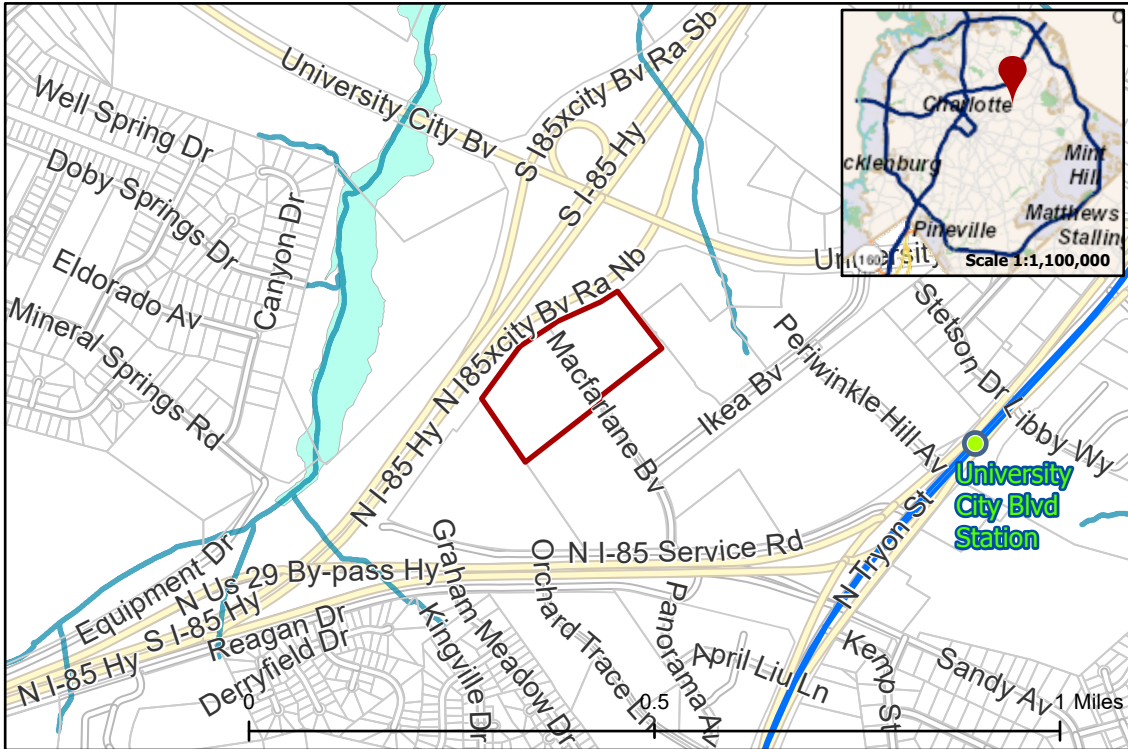 University City Bv
S I85xcity Bv Ra Sb
S I-85 Hy
Well Spring Dr
Doby Springs Dr
Canyon Dr
Eldorado Av
Mineral Springs Rd
N I85xcity Bv Ra Nb
N I-85 Hy
Macfarlane Bv
Ikea Bv
University
Periwinkle Hill Av
Stetson Dr
Libby Wy
University
City Blvd
Station
N Tryon St
N I-85 Service Rd
Equipment Dr
N Us 29 By-pass Hy
S I-85 Hy
N I-85 Hy
Reagan Dr
Derryfield Dr
Kingville Dr
Graham Meadow Dr
Orchard Trace Ln
Panorama Av
April Liu Ln
Kemp St
Sandy Av
0
0.5
1 Miles
Charlotte
cklenburg
Mint
Hill
Matthews
Stalling
Pineville
160
Scale 1:1,100,000